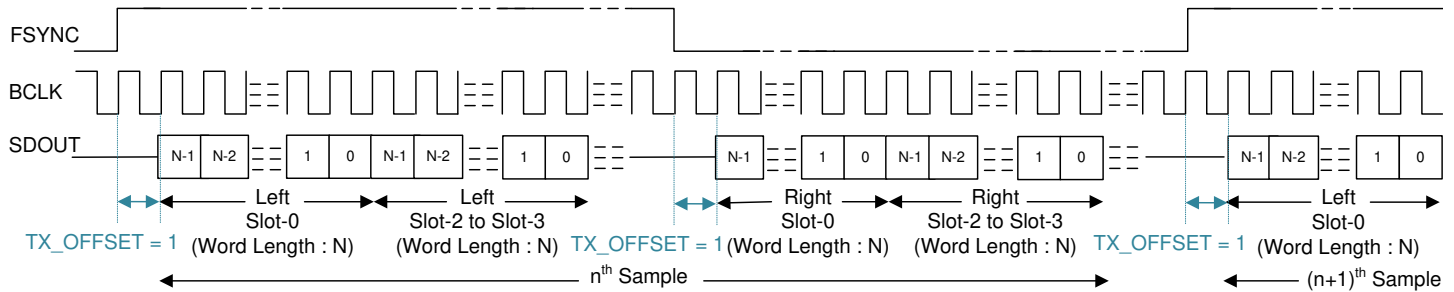 FSYNC
BCLK
SDOUT
N-1 N-2 1 0 N-1 N-2 1 0 N-1 1 0 N-1 N-2 1 0 N-1 N-2 1 0
Left
Slot-0
(Word Length : N)
Left
Slot-2 to Slot-3
(Word Length : N)
Right
Slot-0
(Word Length : N)
Right
Slot-2 to Slot-3
(Word Length : N)
Left
Slot-0
(Word Length : N)
TX_OFFSET = 1
TX_OFFSET = 1
TX_OFFSET = 1
nth Sample
(n+1)th Sample